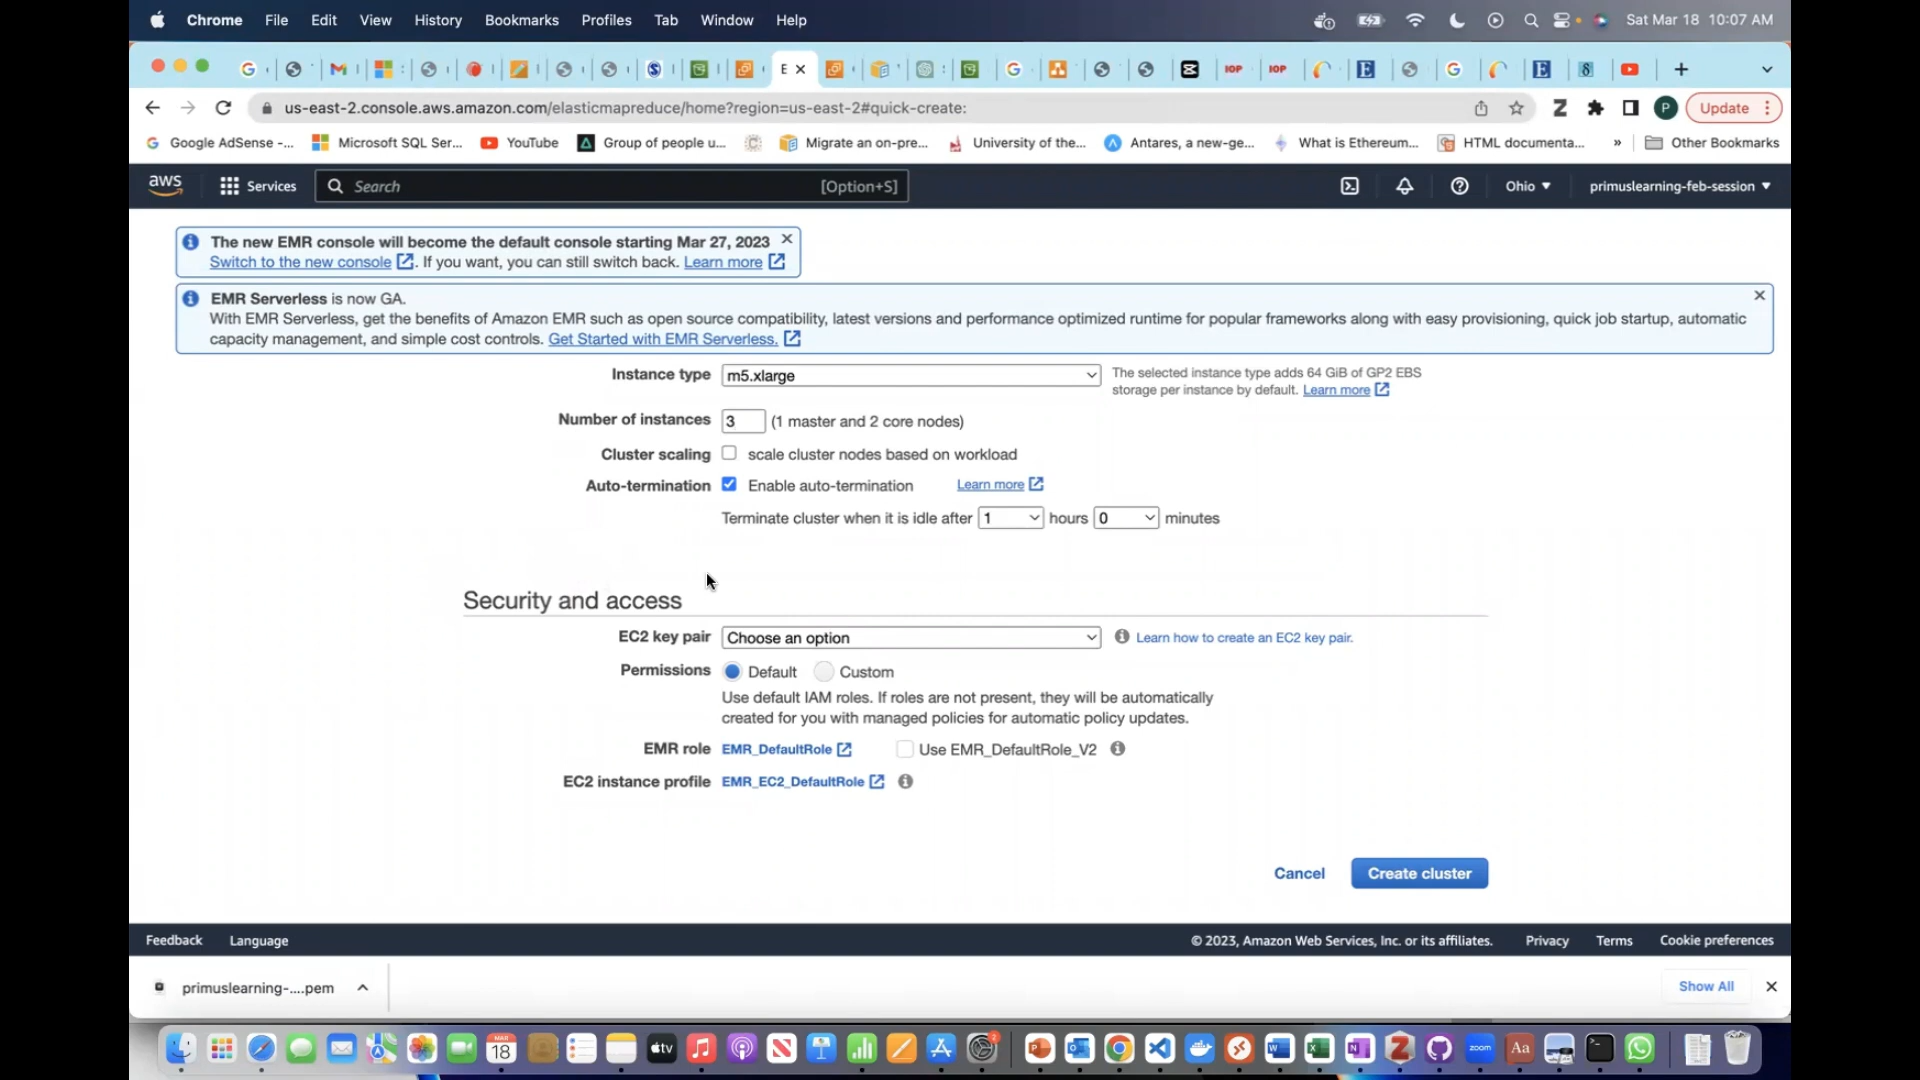 Chrome File Edit View History Bookmarks Profiles Tab Window Help Sat Mar 18 10:07 AM
us-east-2.console.aws.amazon.com/elasticmapreduce/home?region=us-east-2#quick-create: Update
Google AdSense -... Microsoft SQL Ser... YouTube Group of people u... Migrate an on-pre... University of the... Antares, a new-ge... What is Ethereum... HTML documenta... » Other Bookmarks
aws Services Search [Option+S] Ohio primuslearning-feb-session
The new EMR console will become the default console starting Mar 27, 2023
Switch to the new console. If you want, you can still switch back. Learn more
EMR Serverless is now GA.
With EMR Serverless, get the benefits of Amazon EMR such as open source compatibility, latest versions and performance optimized runtime for popular frameworks along with easy provisioning, quick job startup, automatic
capacity management, and simple cost controls. Get Started with EMR Serverless.
Instance type m5.xlarge The selected instance type adds 64 GiB of GP2 EBS
storage per instance by default. Learn more
Number of instances 3 (1 master and 2 core nodes)
Cluster scaling scale cluster nodes based on workload
Auto-termination Enable auto-termination Learn more
Terminate cluster when it is idle after 1 hours 0 minutes
Security and access
EC2 key pair Choose an option Learn how to create an EC2 key pair.
Permissions Default Custom
Use default IAM roles. If roles are not present, they will be automatically
created for you with managed policies for automatic policy updates.
EMR role EMR_DefaultRole Use EMR_DefaultRole_V2
EC2 instance profile EMR_EC2_DefaultRole
Cancel Create cluster
Feedback Language © 2023, Amazon Web Services, Inc. or its affiliates. Privacy Terms Cookie preferences
primuslearning-....pem Show All
MAR
18 tv zoom Aa